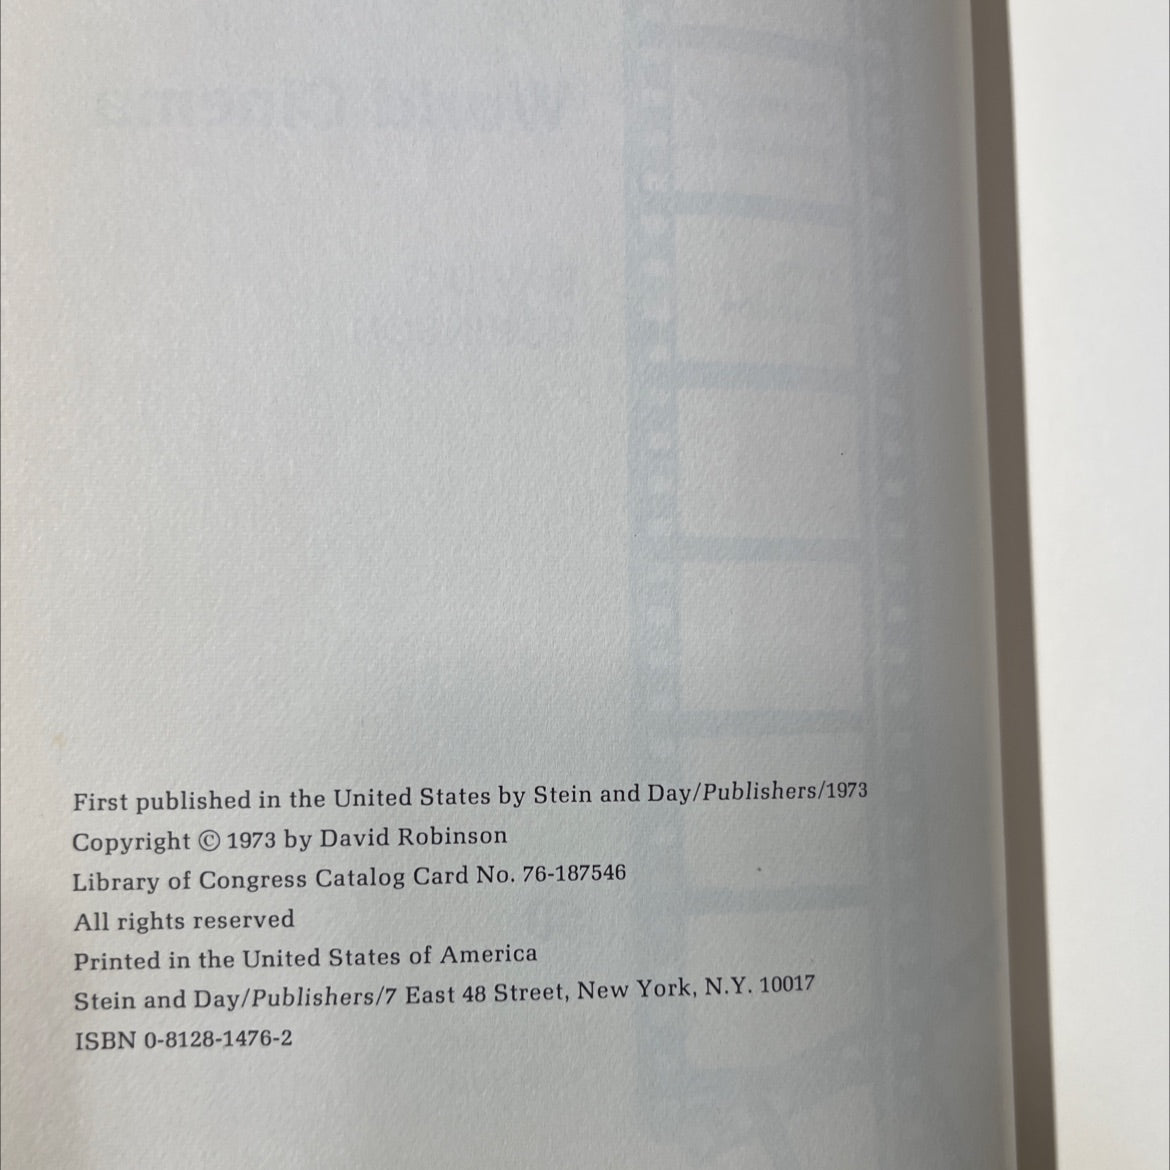 World Cinema
First published in the United States by Stein and Day/Publishers/1973
Copyright © 1973 by David Robinson
Library of Congress Catalog Card No. 76-187546
All rights reserved
Printed in the United States of America
Stein and Day/Publishers/7 East 48 Street, New York, N.Y. 10017
ISBN 0-8128-1476-2